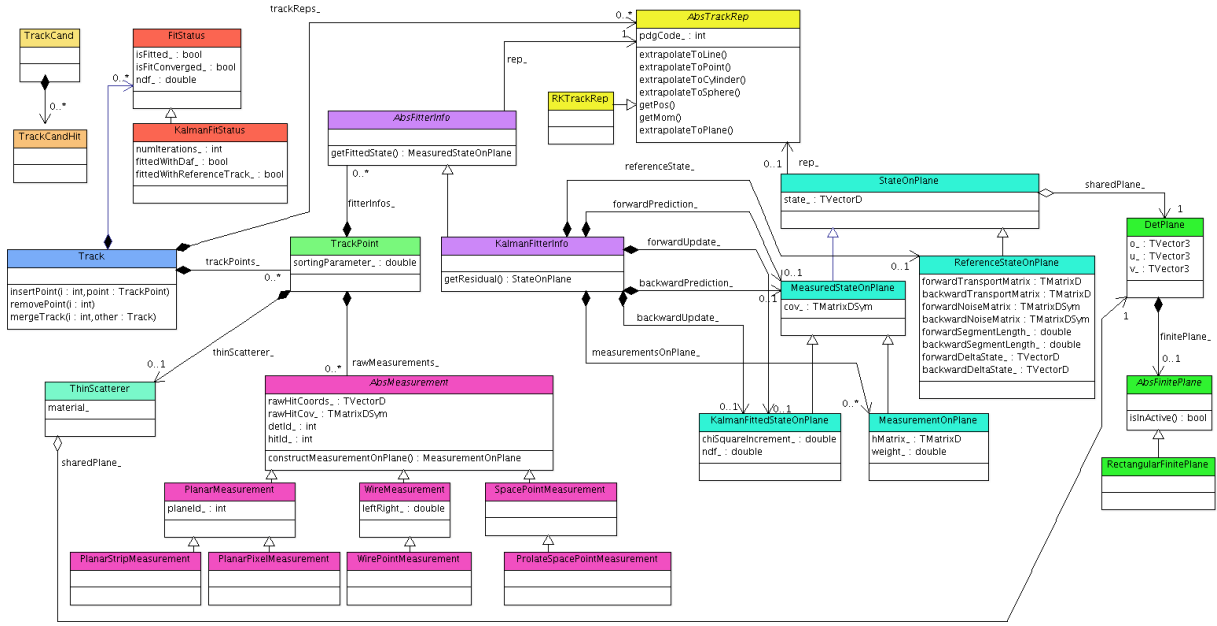 trackReps_
0..*
AbsTrackRep
pdgCode_ : int
extrapolateToLine()
extrapolateToPoint()
extrapolateToCylinder()
extrapolateToSphere()
getPos()
getMom()
extrapolateToPlane()
TrackCand
0..*
TrackCandHit
FitStatus
isFitted_ : bool
isFitConverged_ : bool
ndf_ : double
0..*
KalmanFitStatus
numIterations_ : int
fittedWithDaf_ : bool
fittedWithReferenceTrack_ : bool
1
rep_
RKTrackRep
AbsFitterInfo
getFittedState() : MeasuredStateOnPlane
0..*
fitterInfos_
0..1
rep_
referenceState_
StateOnPlane
state_ : TVectorD
sharedPlane_
1
DetPlane
o_ : TVector3
u_ : TVector3
v_ : TVector3
forwardPrediction_
Track
insertPoint(i : int,point : TrackPoint)
removePoint(i : int)
mergeTrack(i : int,other : Track)
trackPoints_
0..*
TrackPoint
sortingParameter_ : double
KalmanFitterInfo
getResidual() : StateOnPlane
forwardUpdate_
backwardPrediction_
backwardUpdate_
measurementsOnPlane_
0..1
0..1
0..1
MeasuredStateOnPlane
cov_ : TMatrixDSym
ReferenceStateOnPlane
forwardTransportMatrix : TMatrixD
backwardTransportMatrix : TMatrixD
forwardNoiseMatrix : TMatrixDSym
backwardNoiseMatrix : TMatrixDSym
forwardSegmentLength_ : double
backwardSegmentLength_ : double
forwardDeltaState_ : TVectorD
backwardDeltaState_ : TVectorD
1
finitePlane_
0..1
AbsFinitePlane
isInActive() : bool
RectangularFinitePlane
thinScatterer_
0..1
ThinScatterer
material_
sharedPlane_
rawMeasurements_
0..*
AbsMeasurement
rawHitCoords_ : TVectorD
rawHitCov_ : TMatrixDSym
detId_ : int
hitId_ : int
constructMeasurementOnPlane() : MeasurementOnPlane
0..1
0..1
0..*
KalmanFittedStateOnPlane
chiSquareIncrement_ : double
ndf_ : double
MeasurementOnPlane
hMatrix_ : TMatrixD
weight_ : double
PlanarMeasurement
planeId_ : int
WireMeasurement
leftRight_ : double
SpacePointMeasurement
PlanarStripMeasurement
PlanarPixelMeasurement
WirePointMeasurement
ProlateSpacePointMeasurement